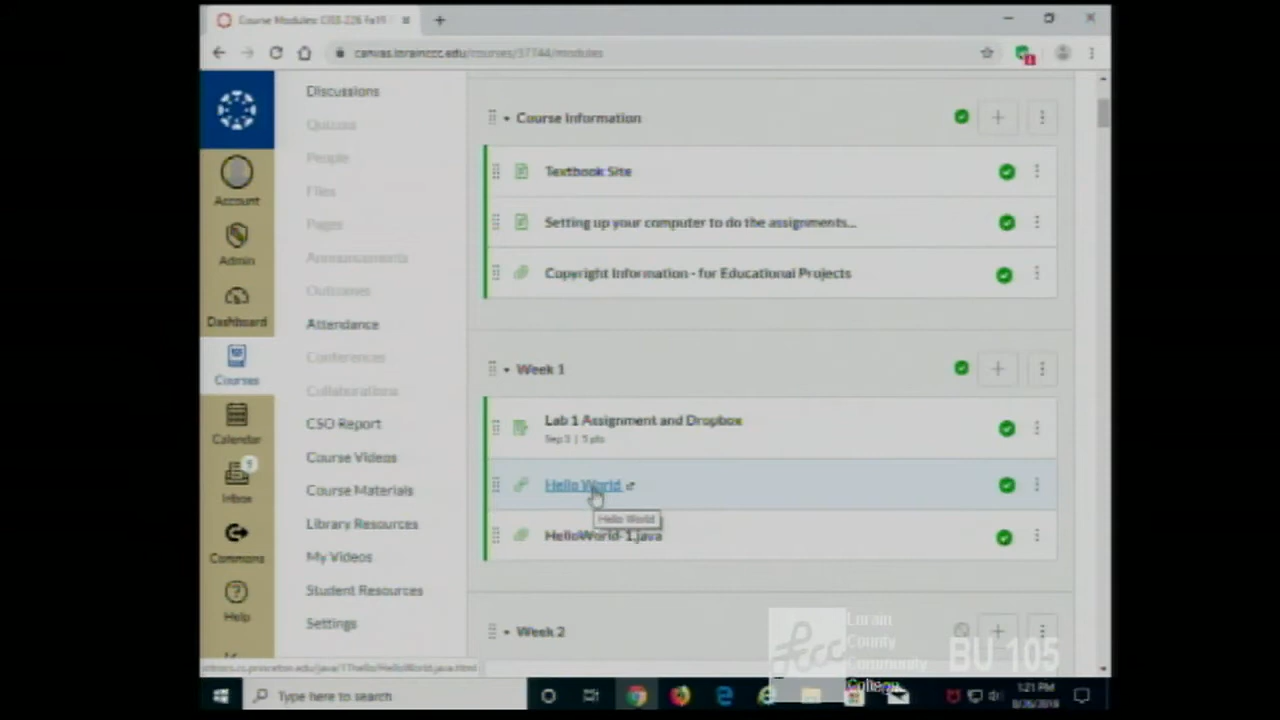 Course Modules: CISS-226 Fa19
canvas.lorainccc.edu/courses/37744/modules
Discussions
Quizzes
People
Files
Pages
Announcements
Outcomes
Attendance
Conferences
Collaborations
CSO Report
Course Videos
Course Materials
Library Resources
My Videos
Student Resources
Settings
Account
Admin
Dashboard
Courses
Calendar
Inbox
Commons
Help
Course Information
Textbook Site
Setting up your computer to do the assignments...
Copyright Information - for Educational Projects
Week 1
Lab 1 Assignment and Dropbox
Sep 3 | 5 pts
Hello World
Hello World
HelloWorld-1.java
Week 2
Lorain
County
Community
College
BU 105
Type here to search
1:21 PM
8/26/2019